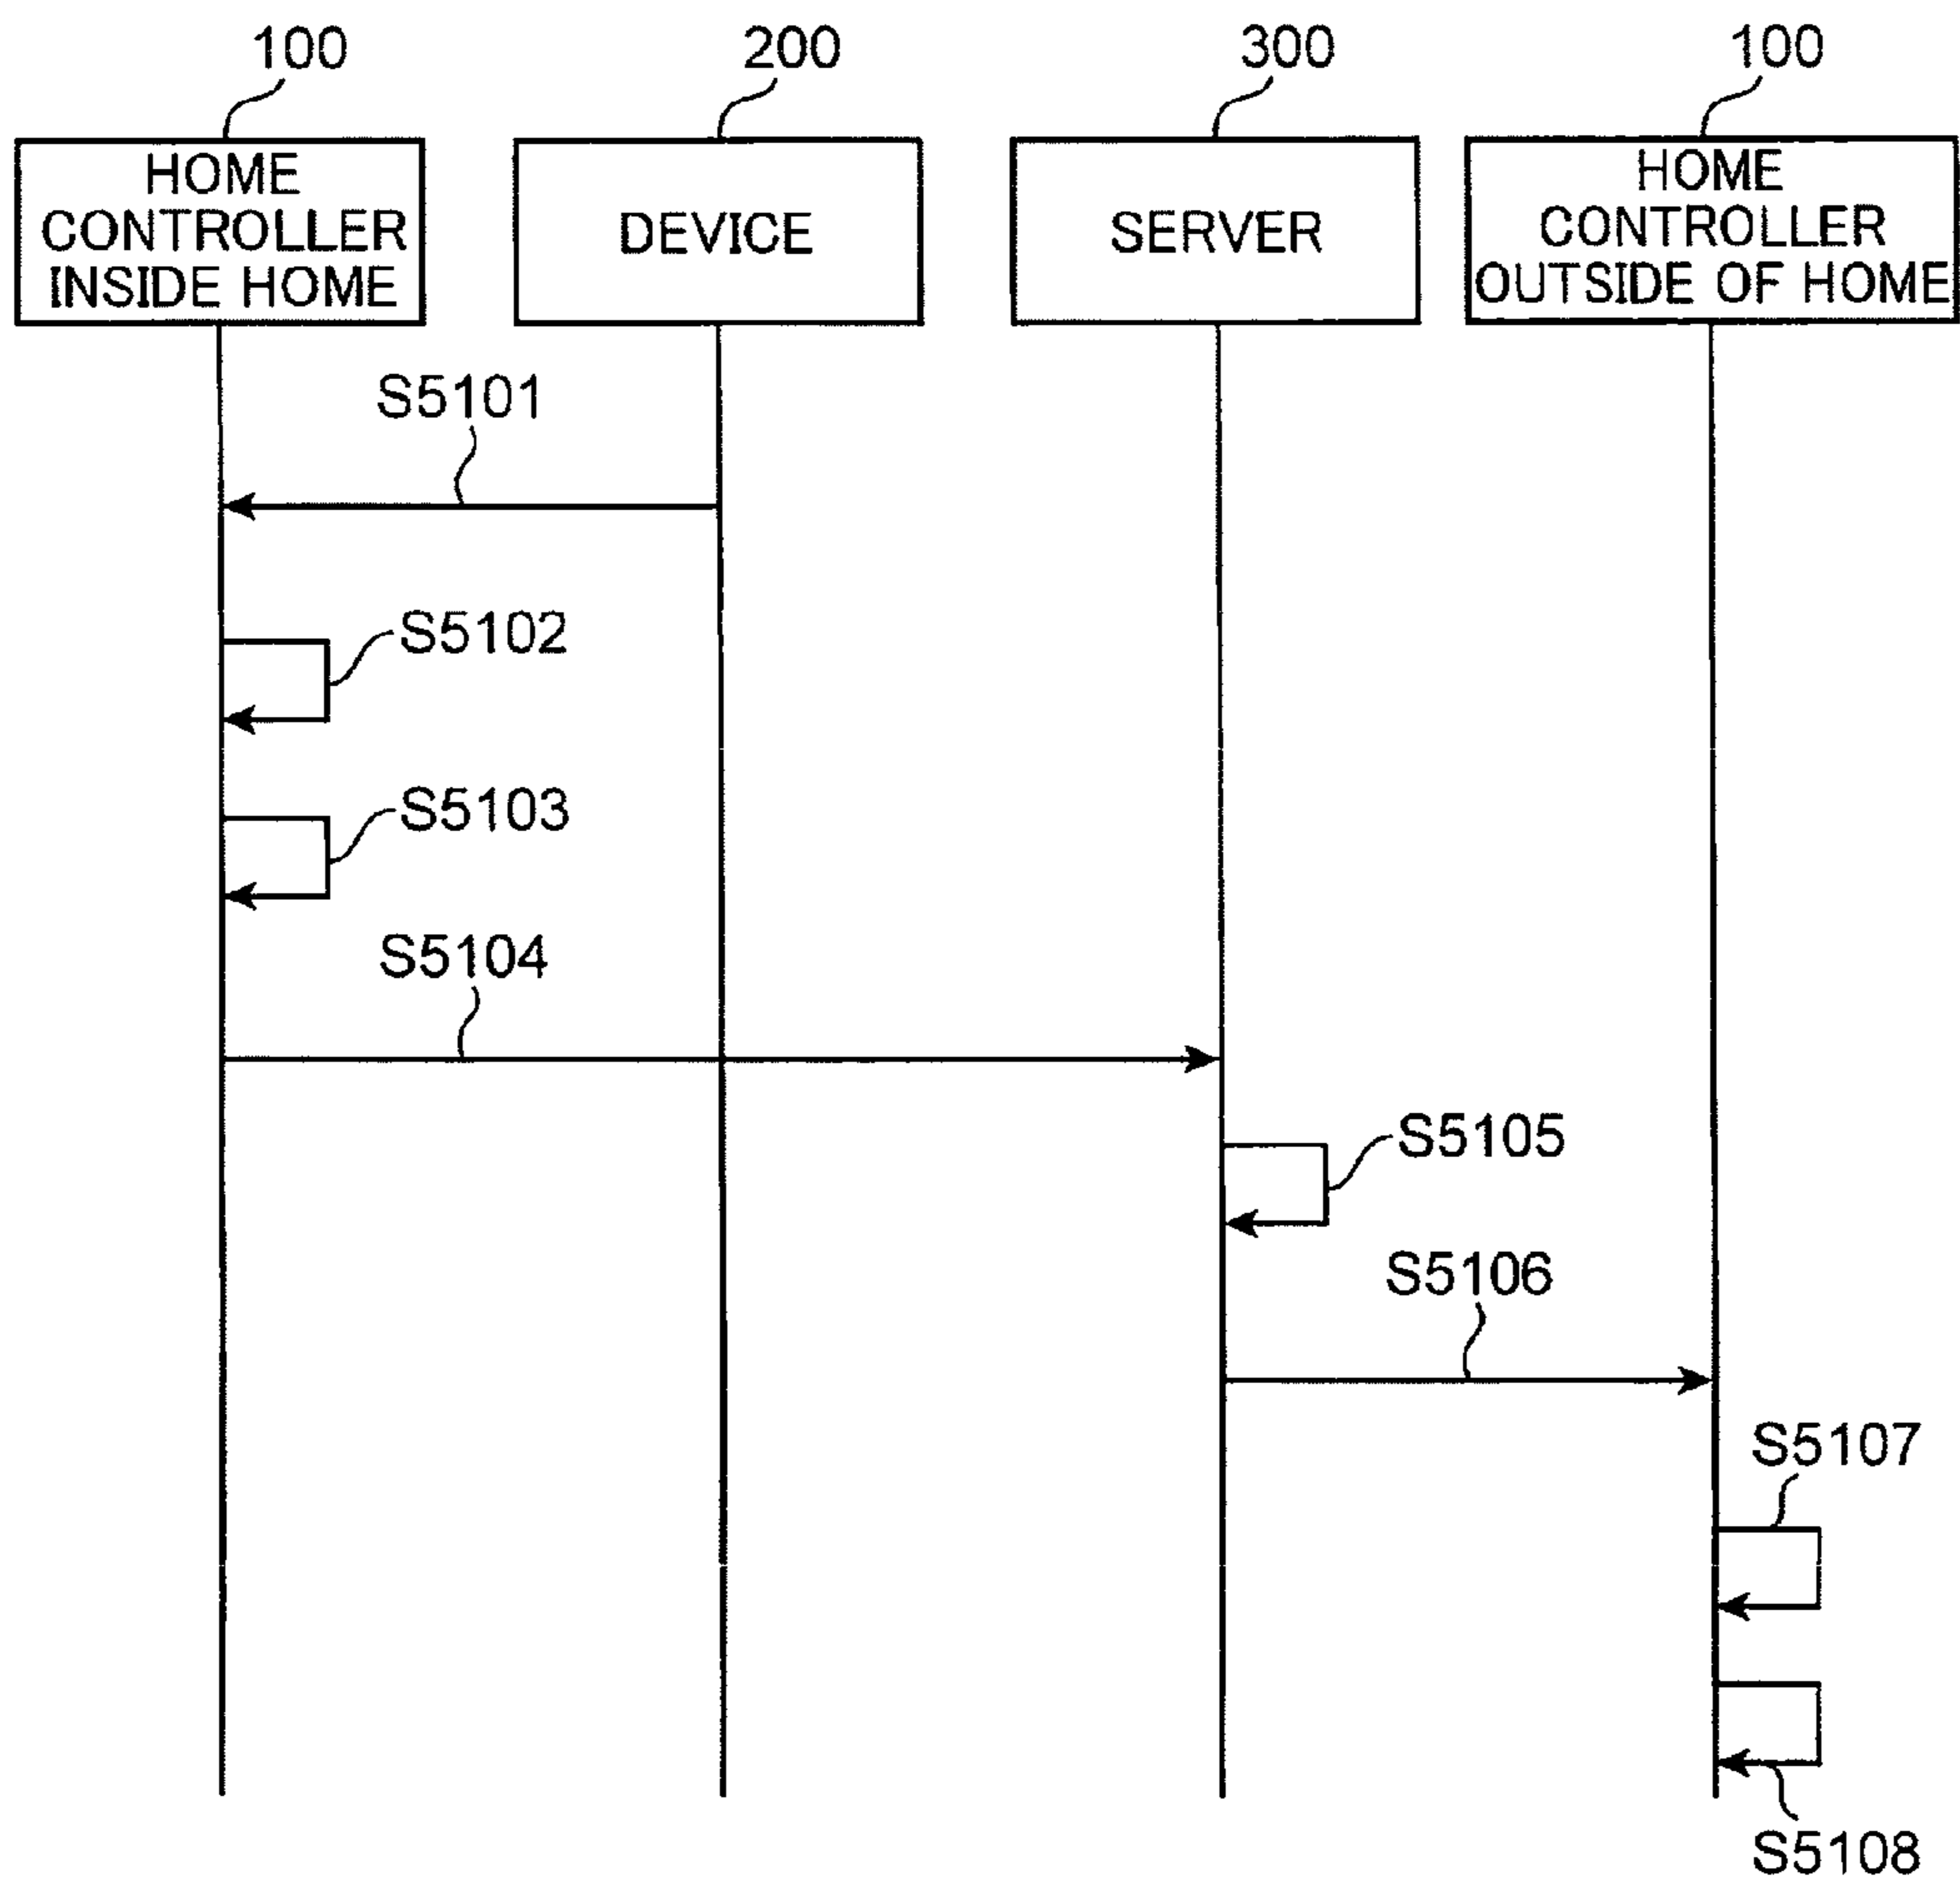 100
200
300
100
HOME
CONTROLLER
INSIDE HOME
DEVICE
SERVER
HOME
CONTROLLER
OUTSIDE OF HOME
S5101
S5102
S5103
S5104
S5105
S5106
S5107
S5108